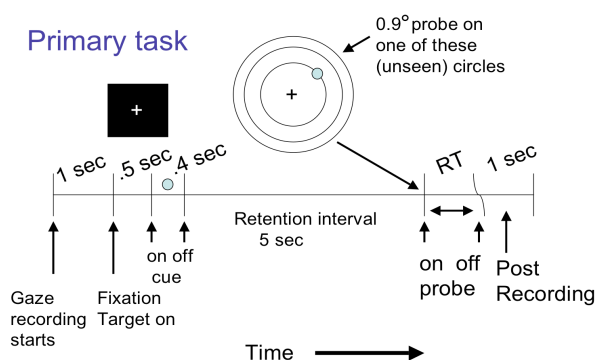 Primary task
0.9° probe on
one of these
(unseen) circles
1 sec
.5 sec
.4 sec
RT
1 sec
Retention interval
5 sec
on off
cue
on off
probe
Post
Recording
Gaze
recording
starts
Fixation
Target on
Time